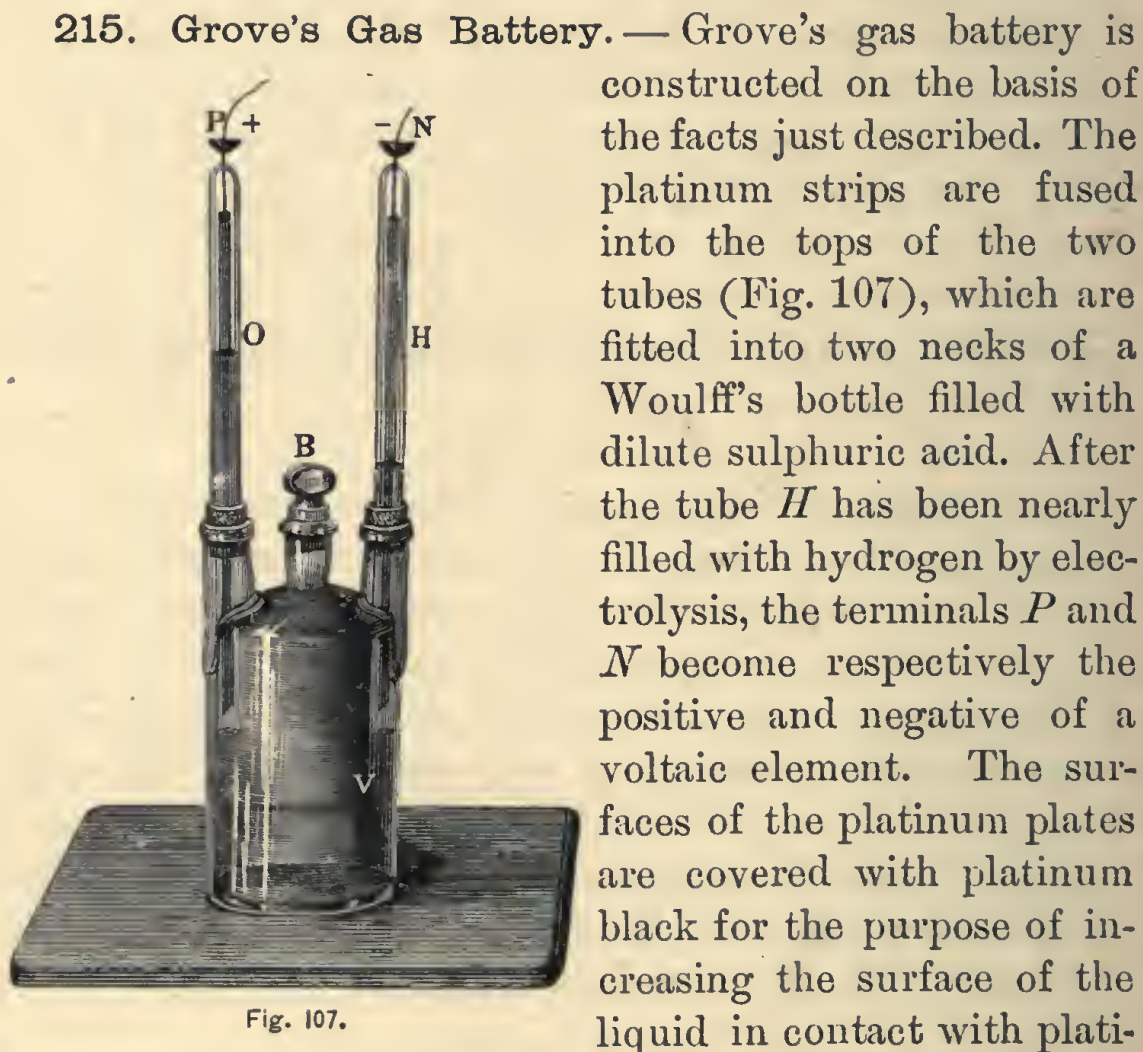 215. Grove's Gas Battery. — Grove's gas battery is
constructed on the basis of
the facts just described. The
platinum strips are fused
into the tops of the two
tubes (Fig. 107), which are
fitted into two necks of a
Woulff's bottle filled with
dilute sulphuric acid. After
the tube H has been nearly
filled with hydrogen by elec-
trolysis, the terminals P and
N become respectively the
positive and negative of a
voltaic element. The sur-
faces of the platinum plates
are covered with platinum
black for the purpose of in-
creasing the surface of the
liquid in contact with plati-
P + - N
O H
B
V
Fig. 107.